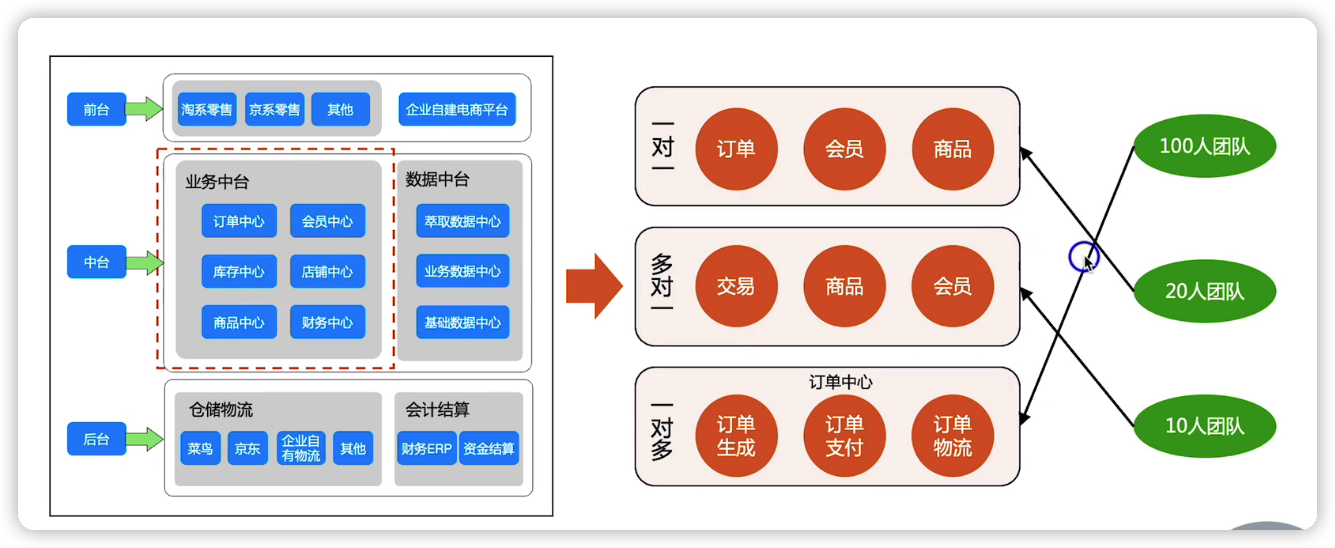 前台
淘系零售
京系零售
其他
企业自建电商平台
中台
业务中台
订单中心
会员中心
库存中心
店铺中心
商品中心
财务中心
数据中台
萃取数据中心
业务数据中心
基础数据中心
后台
仓储物流
菜鸟
京东
企业自
有物流
其他
会计结算
财务ERP
资金结算
一对一
订单
会员
商品
多对一
交易
商品
会员
一对多
订单中心
订单
生成
订单
支付
订单
物流
100人团队
20人团队
10人团队